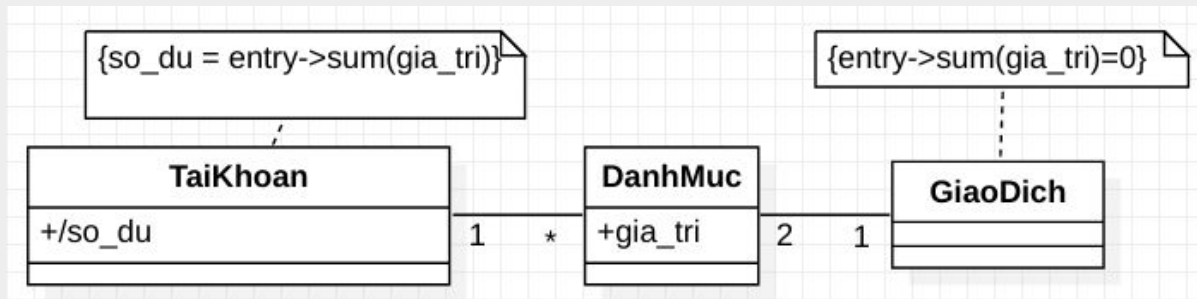 {so_du = entry->sum(gia_tri)}
{entry->sum(gia_tri)=0}
TaiKhoan
DanhMuc
GiaoDich
+/so_du
1
*
+gia_tri
2
1